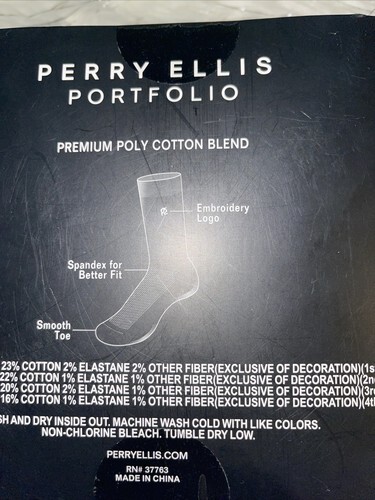 PERRY ELLIS
PORTFOLIO
PREMIUM POLY COTTON BLEND
Embroidery
Logo
Spandex for
Better Fit
Smooth
Toe
23% COTTON 2% ELASTANE 2% OTHER FIBER(EXCLUSIVE OF DECORATION)(1s
22% COTTON 1% ELASTANE 1% OTHER FIBER(EXCLUSIVE OF DECORATION)(2n
20% COTTON 2% ELASTANE 1% OTHER FIBER(EXCLUSIVE OF DECORATION)(3r
16% COTTON 1% ELASTANE 1% OTHER FIBER(EXCLUSIVE OF DECORATION)(4t
SH AND DRY INSIDE OUT. MACHINE WASH COLD WITH LIKE COLORS.
NON-CHLORINE BLEACH. TUMBLE DRY LOW.
PERRYELLIS.COM
RN# 37763
MADE IN CHINA